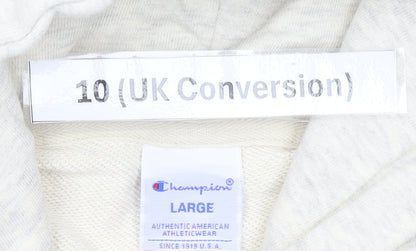 10 (UK Conversion)
Champion®
LARGE
AUTHENTIC AMERICAN
ATHLETICWEAR
SINCE 1919 U.S.A.